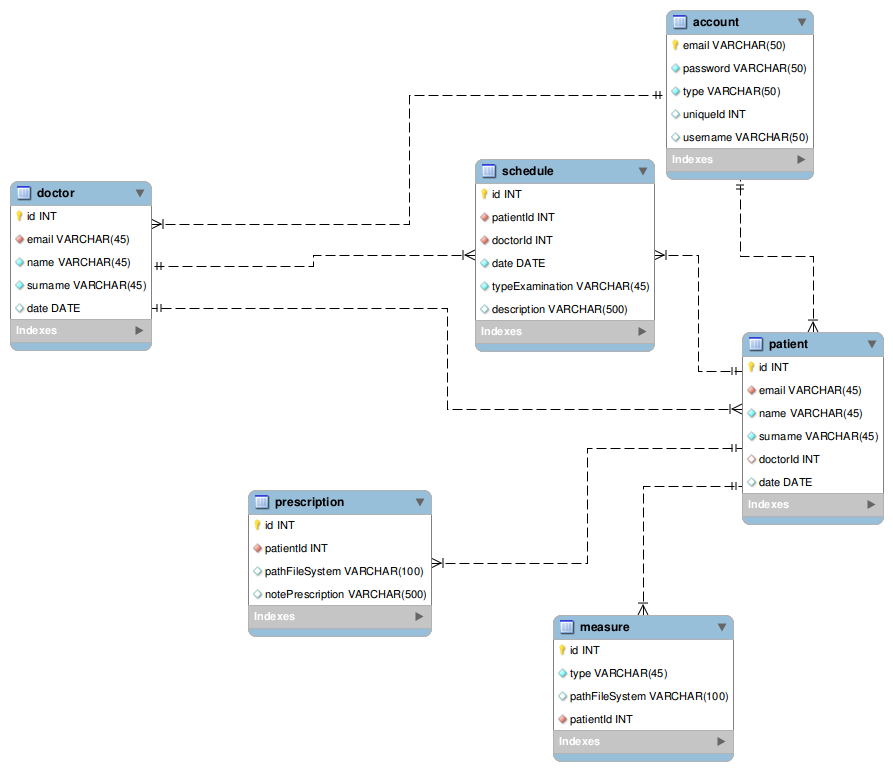 account
email VARCHAR(50)
password VARCHAR(50)
type VARCHAR(50)
uniqueId INT
username VARCHAR(50)
Indexes
schedule
id INT
patientId INT
doctorId INT
date DATE
typeExamination VARCHAR(45)
description VARCHAR(500)
Indexes
doctor
id INT
email VARCHAR(45)
name VARCHAR(45)
surname VARCHAR(45)
date DATE
Indexes
patient
id INT
email VARCHAR(45)
name VARCHAR(45)
surname VARCHAR(45)
doctorId INT
date DATE
Indexes
prescription
id INT
patientId INT
pathFileSystem VARCHAR(100)
notePrescription VARCHAR(500)
Indexes
measure
id INT
type VARCHAR(45)
pathFileSystem VARCHAR(100)
patientId INT
Indexes